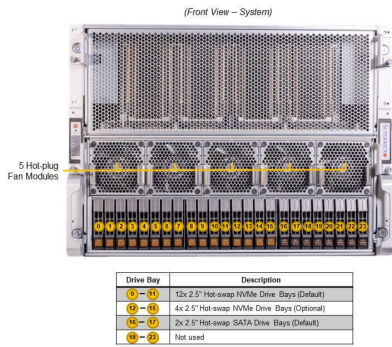 (Front View – System)
5 Hot-plug
Fan Modules
0 1 2 3 4 5 6 7 8 9 10 11 12 13 14 15 16 17 18 19 20 21 22 23
Drive Bay Description
0 – 11 12x 2.5" Hot-swap NVMe Drive Bays (Default)
12 – 15 4x 2.5" Hot-swap NVMe Drive Bays (Optional)
16 – 17 2x 2.5" Hot-swap SATA Drive Bays (Default)
18 – 23 Not used